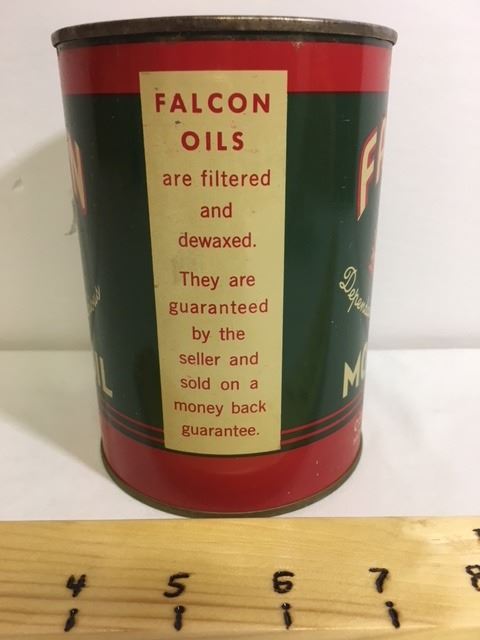 FALCON
OILS
are filtered
and
dewaxed.
They are
guaranteed
by the
seller and
sold on a
money back
guarantee.
4 5 6 7 8